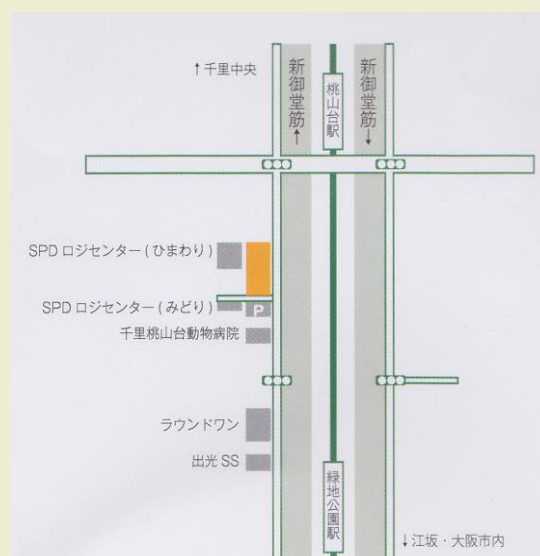 ↑千里中央
新御堂筋↑
桃山台駅
新御堂筋↓
SPD ロジセンター ( ひまわり )
SPD ロジセンター ( みどり )
P
千里桃山台動物病院
ラウンドワン
出光 SS
緑地公園駅
↓江坂・大阪市内